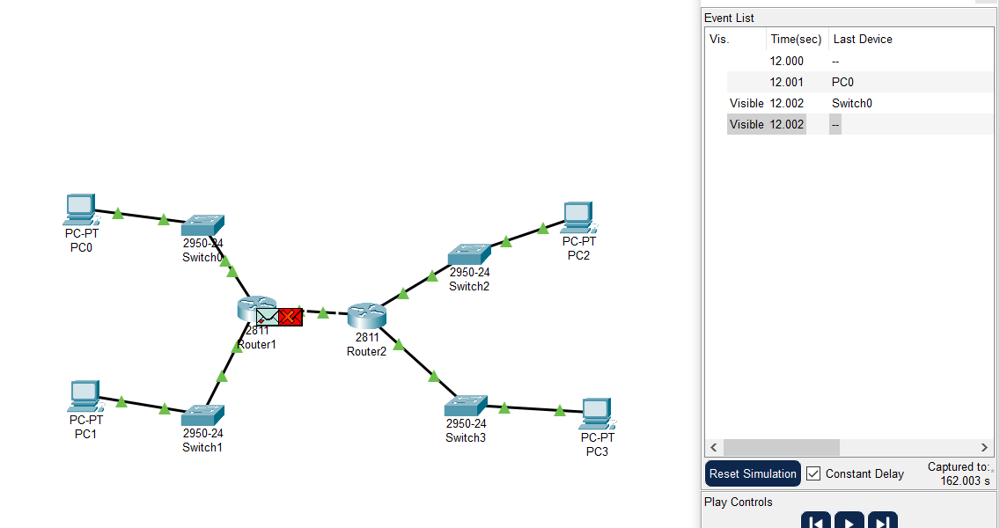 Event List
Vis. Time(sec) Last Device
12.000 --
12.001 PC0
Visible 12.002 Switch0
Visible 12.002 --
PC-PT
PC0
2950-24
Switch0
PC-PT
PC2
2950-24
Switch2
2811
Router1
2811
Router2
PC-PT
PC1
2950-24
Switch1
2950-24
Switch3
PC-PT
PC3
Reset Simulation Constant Delay
Captured to:
162.003 s
Play Controls